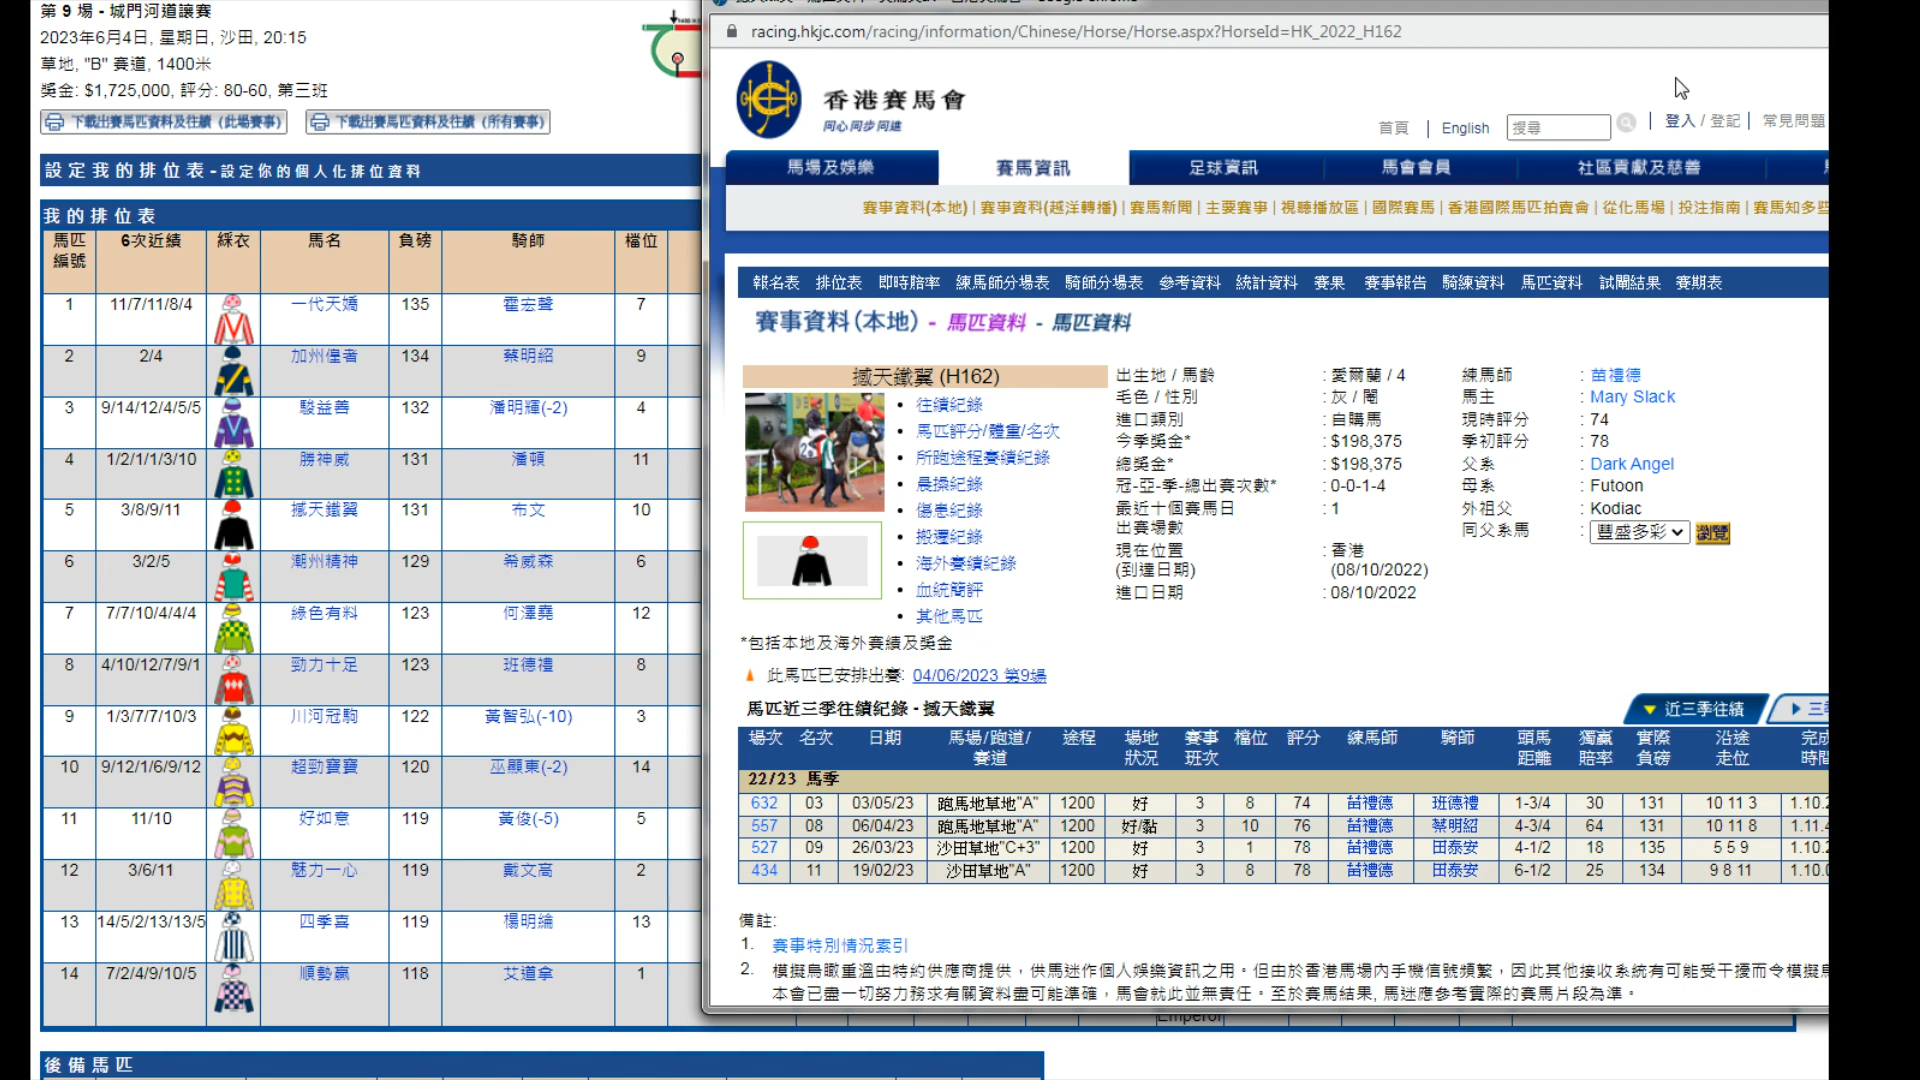 第 9 場 - 城門河道讓賽
2023年6月4日, 星期日, 沙田, 20:15
草地, "B" 賽道, 1400米
獎金: $1,725,000, 評分: 80-60, 第三班
下載出賽馬匹資料及往績（此場賽事） 下載出賽馬匹資料及往績（所有賽事）
設定我的排位表-設定你的個人化排位資料
我的排位表
馬匹編號 6次近績 綵衣 馬名 負磅 騎師 檔位
1 11/7/11/8/4 一代天嬌 135 霍宏聲 7
2 2/4 加州僖者 134 蔡明紹 9
3 9/14/12/4/5/5 駿益善 132 潘明輝(-2) 4
4 1/2/1/1/3/10 勝神威 131 潘頓 11
5 3/8/9/11 撼天鐵翼 131 布文 10
6 3/2/5 潮州精神 129 希威森 6
7 7/7/10/4/4/4 綠色有料 123 何澤堯 12
8 4/10/12/7/9/1 勁力十足 123 班德禮 8
9 1/3/7/7/10/3 川河冠駒 122 黃智弘(-10) 3
10 9/12/1/6/9/12 超勁寶寶 120 巫顯東(-2) 14
11 11/10 好如意 119 黃俊(-5) 5
12 3/6/11 魅力一心 119 戴文高 2
13 14/5/2/13/13/5 四季喜 119 楊明綸 13
14 7/2/4/9/10/5 順勢贏 118 艾道拿 1
後備馬匹
racing.hkjc.com/racing/information/Chinese/Horse/Horse.aspx?HorseId=HK_2022_H162
香港賽馬會
同心同步同進
首頁 | English 搜尋 | 登入 / 登記 | 常見問題
馬場及娛樂 賽馬資訊 足球資訊 馬會會員 社區貢獻及慈善
賽事資料(本地) | 賽事資料(越洋轉播) | 賽馬新聞 | 主要賽事 | 視聽播放區 | 國際賽馬 | 香港國際馬匹拍賣會 | 從化馬場 | 投注指南 | 賽馬知多些
報名表 排位表 即時賠率 練馬師分場表 騎師分場表 參考資料 統計資料 賽果 賽事報告 騎練資料 馬匹資料 試閘結果 賽期表
賽事資料(本地) - 馬匹資料 - 馬匹資料
撼天鐵翼 (H162)
• 往績紀錄
• 馬匹評分/體重/名次
• 所跑途程賽績紀錄
• 晨操紀錄
• 傷患紀錄
• 搬遷紀錄
• 海外賽績紀錄
• 血統簡評
• 其他馬匹
出生地 / 馬齡 : 愛爾蘭 / 4
毛色 / 性別 : 灰 / 閹
進口類別 : 自購馬
今季獎金* : $198,375
總獎金* : $198,375
冠-亞-季-總出賽次數* : 0-0-1-4
最近十個賽馬日 : 1
出賽場數
現在位置 : 香港
(到達日期) (08/10/2022)
進口日期 : 08/10/2022
練馬師 : 苗禮德
馬主 : Mary Slack
現時評分 : 74
季初評分 : 78
父系 : Dark Angel
母系 : Futoon
外祖父 : Kodiac
同父系馬 : 豐盛多彩 瀏覽
*包括本地及海外賽績及獎金
此馬匹已安排出賽: 04/06/2023 第9場
馬匹近三季往績紀錄 - 撼天鐵翼 近三季往績
場次 名次 日期 馬場/跑道/賽道 途程 場地狀況 賽事班次 檔位 評分 練馬師 騎師 頭馬距離 獨贏賠率 實際負磅 沿途走位 完成時間
22/23 馬季
632 03 03/05/23 跑馬地草地"A" 1200 好 3 8 74 苗禮德 班德禮 1-3/4 30 131 10 11 3 1.10.2
557 08 06/04/23 跑馬地草地"A" 1200 好/黏 3 10 76 苗禮德 蔡明紹 4-3/4 64 131 10 11 8 1.11.4
527 09 26/03/23 沙田草地"C+3" 1200 好 3 1 78 苗禮德 田泰安 4-1/2 18 135 5 5 9 1.10.2
434 11 19/02/23 沙田草地"A" 1200 好 3 8 78 苗禮德 田泰安 6-1/2 25 134 9 8 11 1.10.0
備註:
1. 賽事特別情況索引
2. 模擬鳥瞰重溫由特約供應商提供，供馬迷作個人娛樂資訊之用。但由於香港馬場內手機信號頻繁，因此其他接收系統有可能受干擾而令模擬
本會已盡一切努力務求有關資料盡可能準確，馬會就此並無責任。至於賽馬結果, 馬迷應參考實際的賽馬片段為準。
Emperor